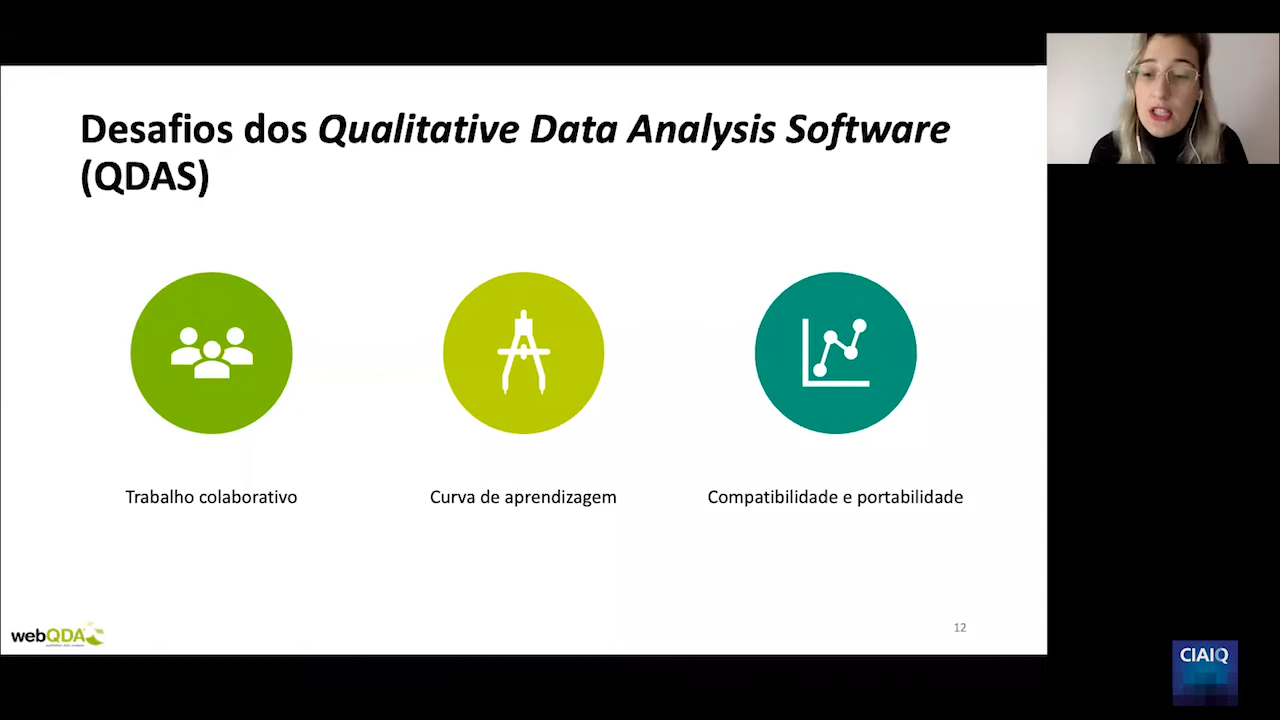 Desafios dos Qualitative Data Analysis Software
(QDAS)
Trabalho colaborativo
Curva de aprendizagem
Compatibilidade e portabilidade
webQDA
12
CIAIQ